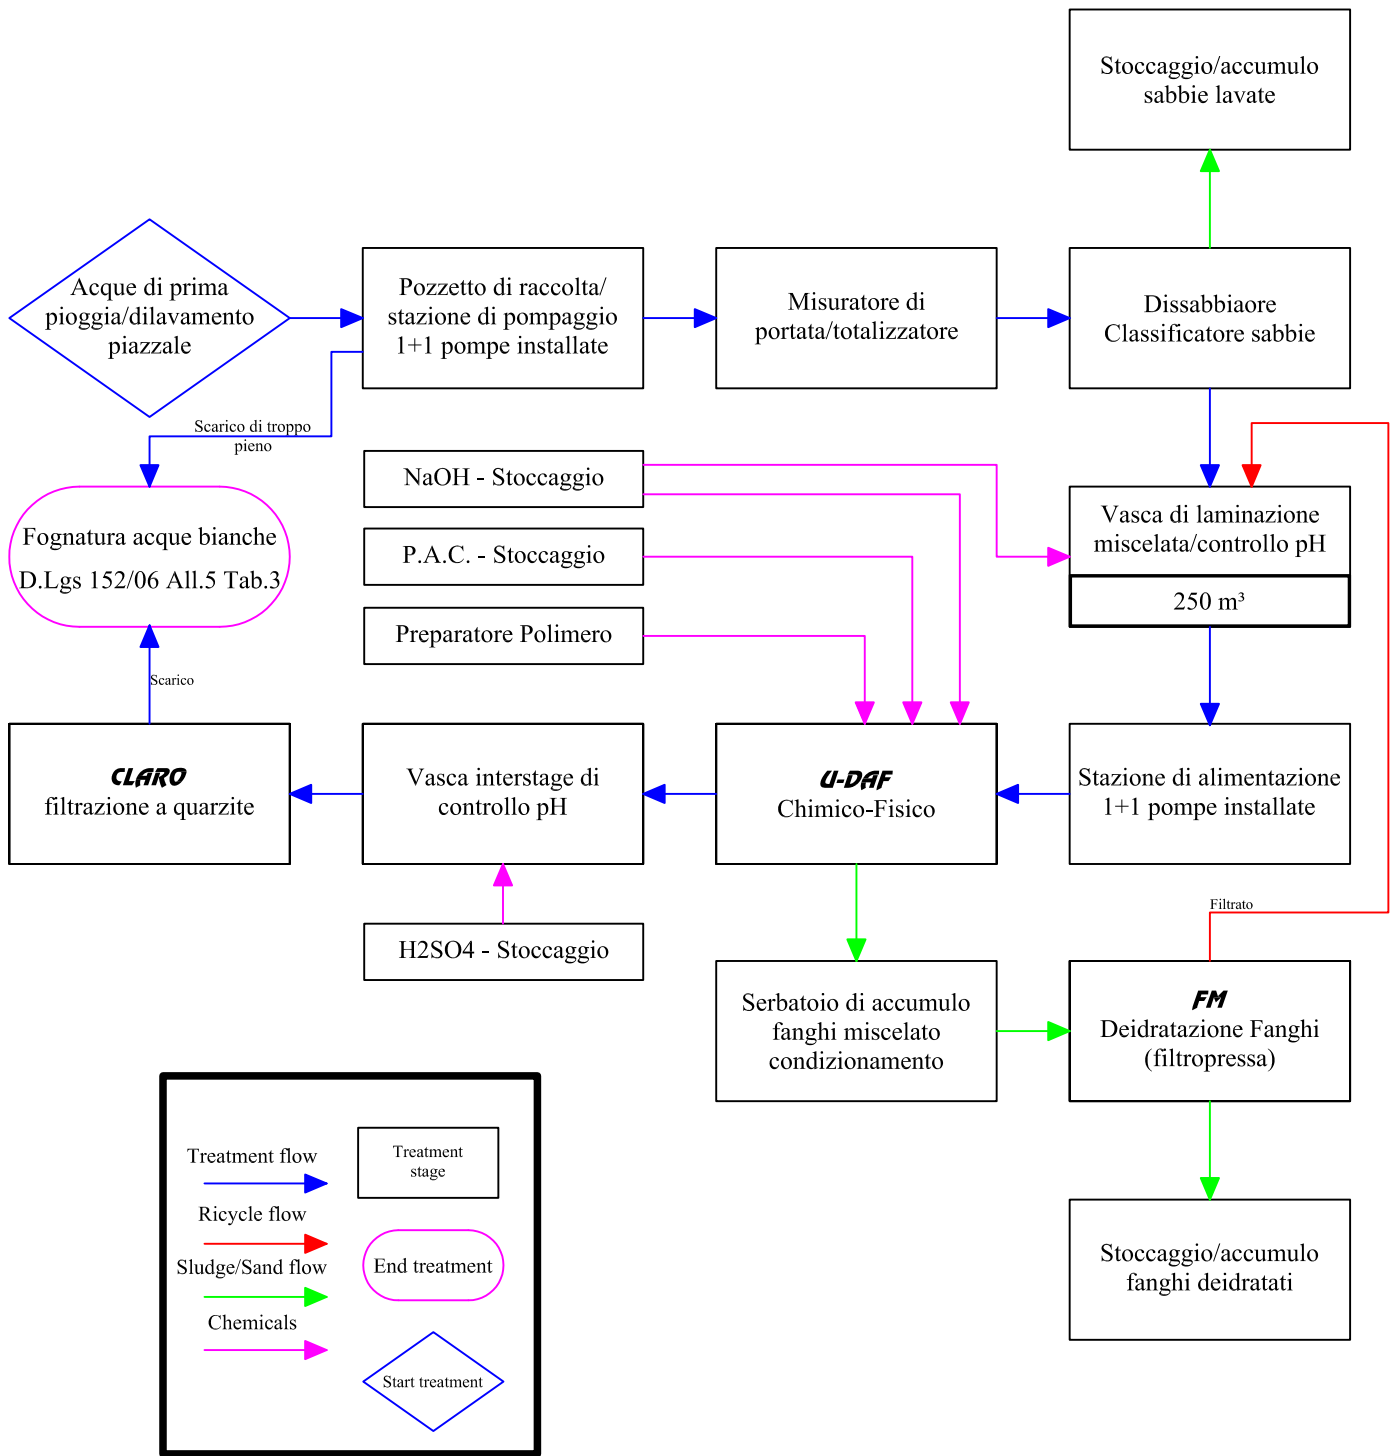 Stoccaggio/accumulo
sabbie lavate
Acque di prima
pioggia/dilavamento
piazzale
Pozzetto di raccolta/
stazione di pompaggio
1+1 pompe installate
Misuratore di
portata/totalizzatore
Dissabbiaore
Classificatore sabbie
Scarico di troppo
pieno
NaOH - Stoccaggio
P.A.C. - Stoccaggio
Preparatore Polimero
Fognatura acque bianche
D.Lgs 152/06 All.5 Tab.3
Vasca di laminazione
miscelata/controllo pH
250 m³
Scarico
CLARO
filtrazione a quarzite
Vasca interstage di
controllo pH
U-DAF
Chimico-Fisico
Stazione di alimentazione
1+1 pompe installate
H2SO4 - Stoccaggio
Filtrato
Serbatoio di accumulo
fanghi miscelato
condizionamento
FM
Deidratazione Fanghi
(filtropressa)
Stoccaggio/accumulo
fanghi deidratati
Treatment flow
Ricycle flow
Sludge/Sand flow
Chemicals
Treatment
stage
End treatment
Start treatment